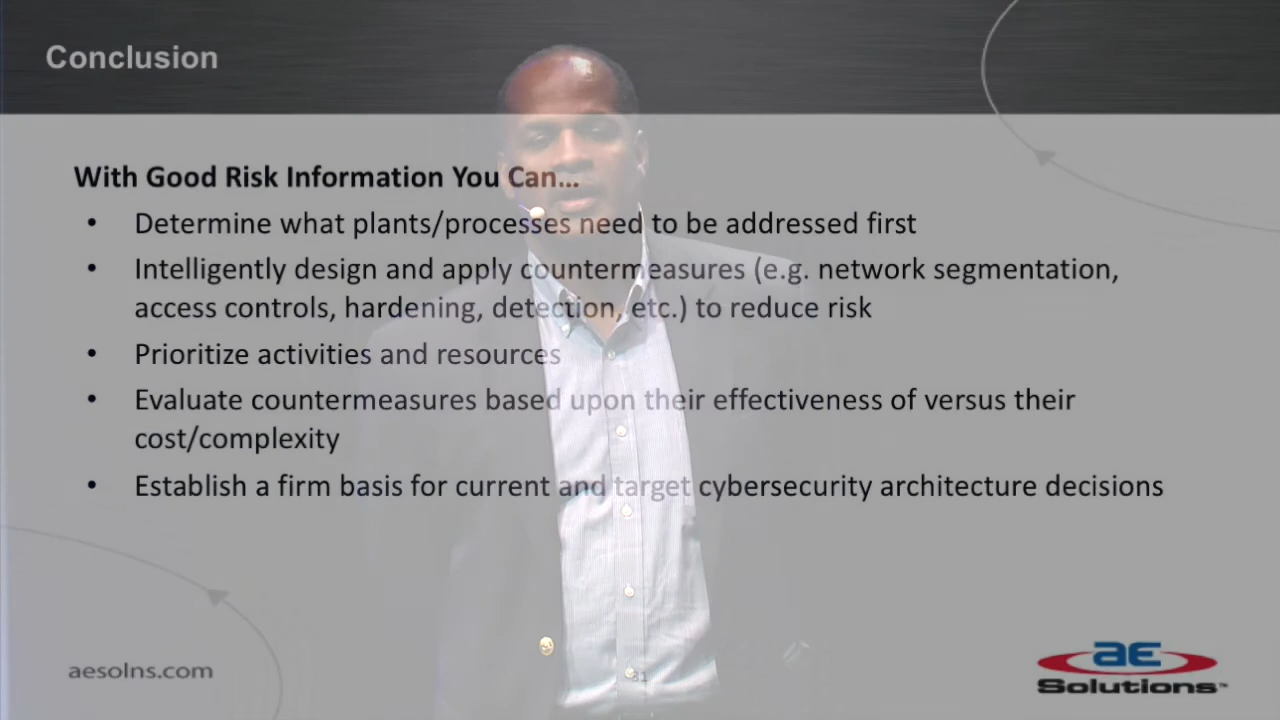 Conclusion
With Good Risk Information You Can...
• Determine what plants/processes need to be addressed first
• Intelligently design and apply countermeasures (e.g. network segmentation,
access controls, hardening, detection, etc.) to reduce risk
• Prioritize activities and resources
• Evaluate countermeasures based upon their effectiveness of versus their
cost/complexity
• Establish a firm basis for current and target cybersecurity architecture decisions
aesolns.com
31
ae
Solutions™